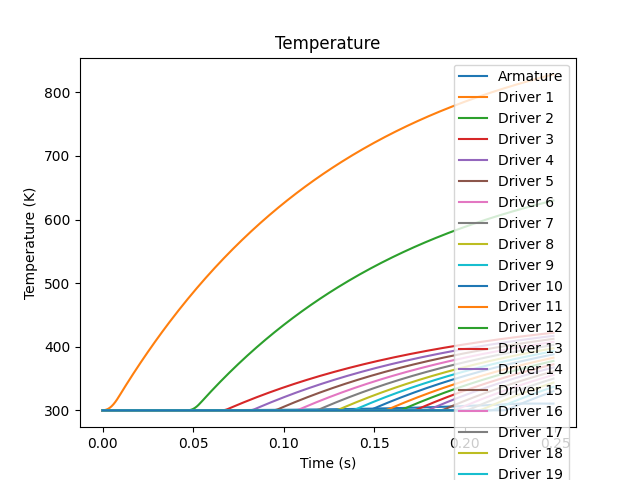 Temperature
800
700
600
500
400
300
Temperature (K)
0.00
0.05
0.10
0.15
0.20
0.25
Time (s)
Armature
Driver 1
Driver 2
Driver 3
Driver 4
Driver 5
Driver 6
Driver 7
Driver 8
Driver 9
Driver 10
Driver 11
Driver 12
Driver 13
Driver 14
Driver 15
Driver 16
Driver 17
Driver 18
Driver 19